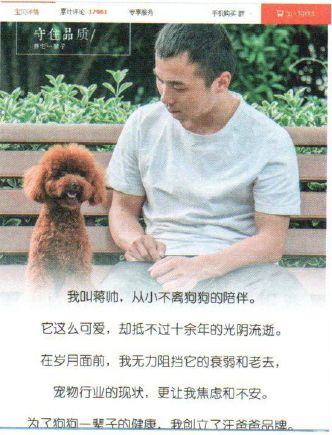 宝贝详情 累计评论 17961 专享服务 手机购买
守住品质/
我叫蒋帅，从小不离狗狗的陪伴。
它这么可爱，却抵不过十余年的光阴流逝。
在岁月面前，我无力阻挡它的衰弱和老去，
宠物行业的现状，更让我焦虑和不安。
为了狗狗一辈子的健康，我创立了汪爸爸品牌。